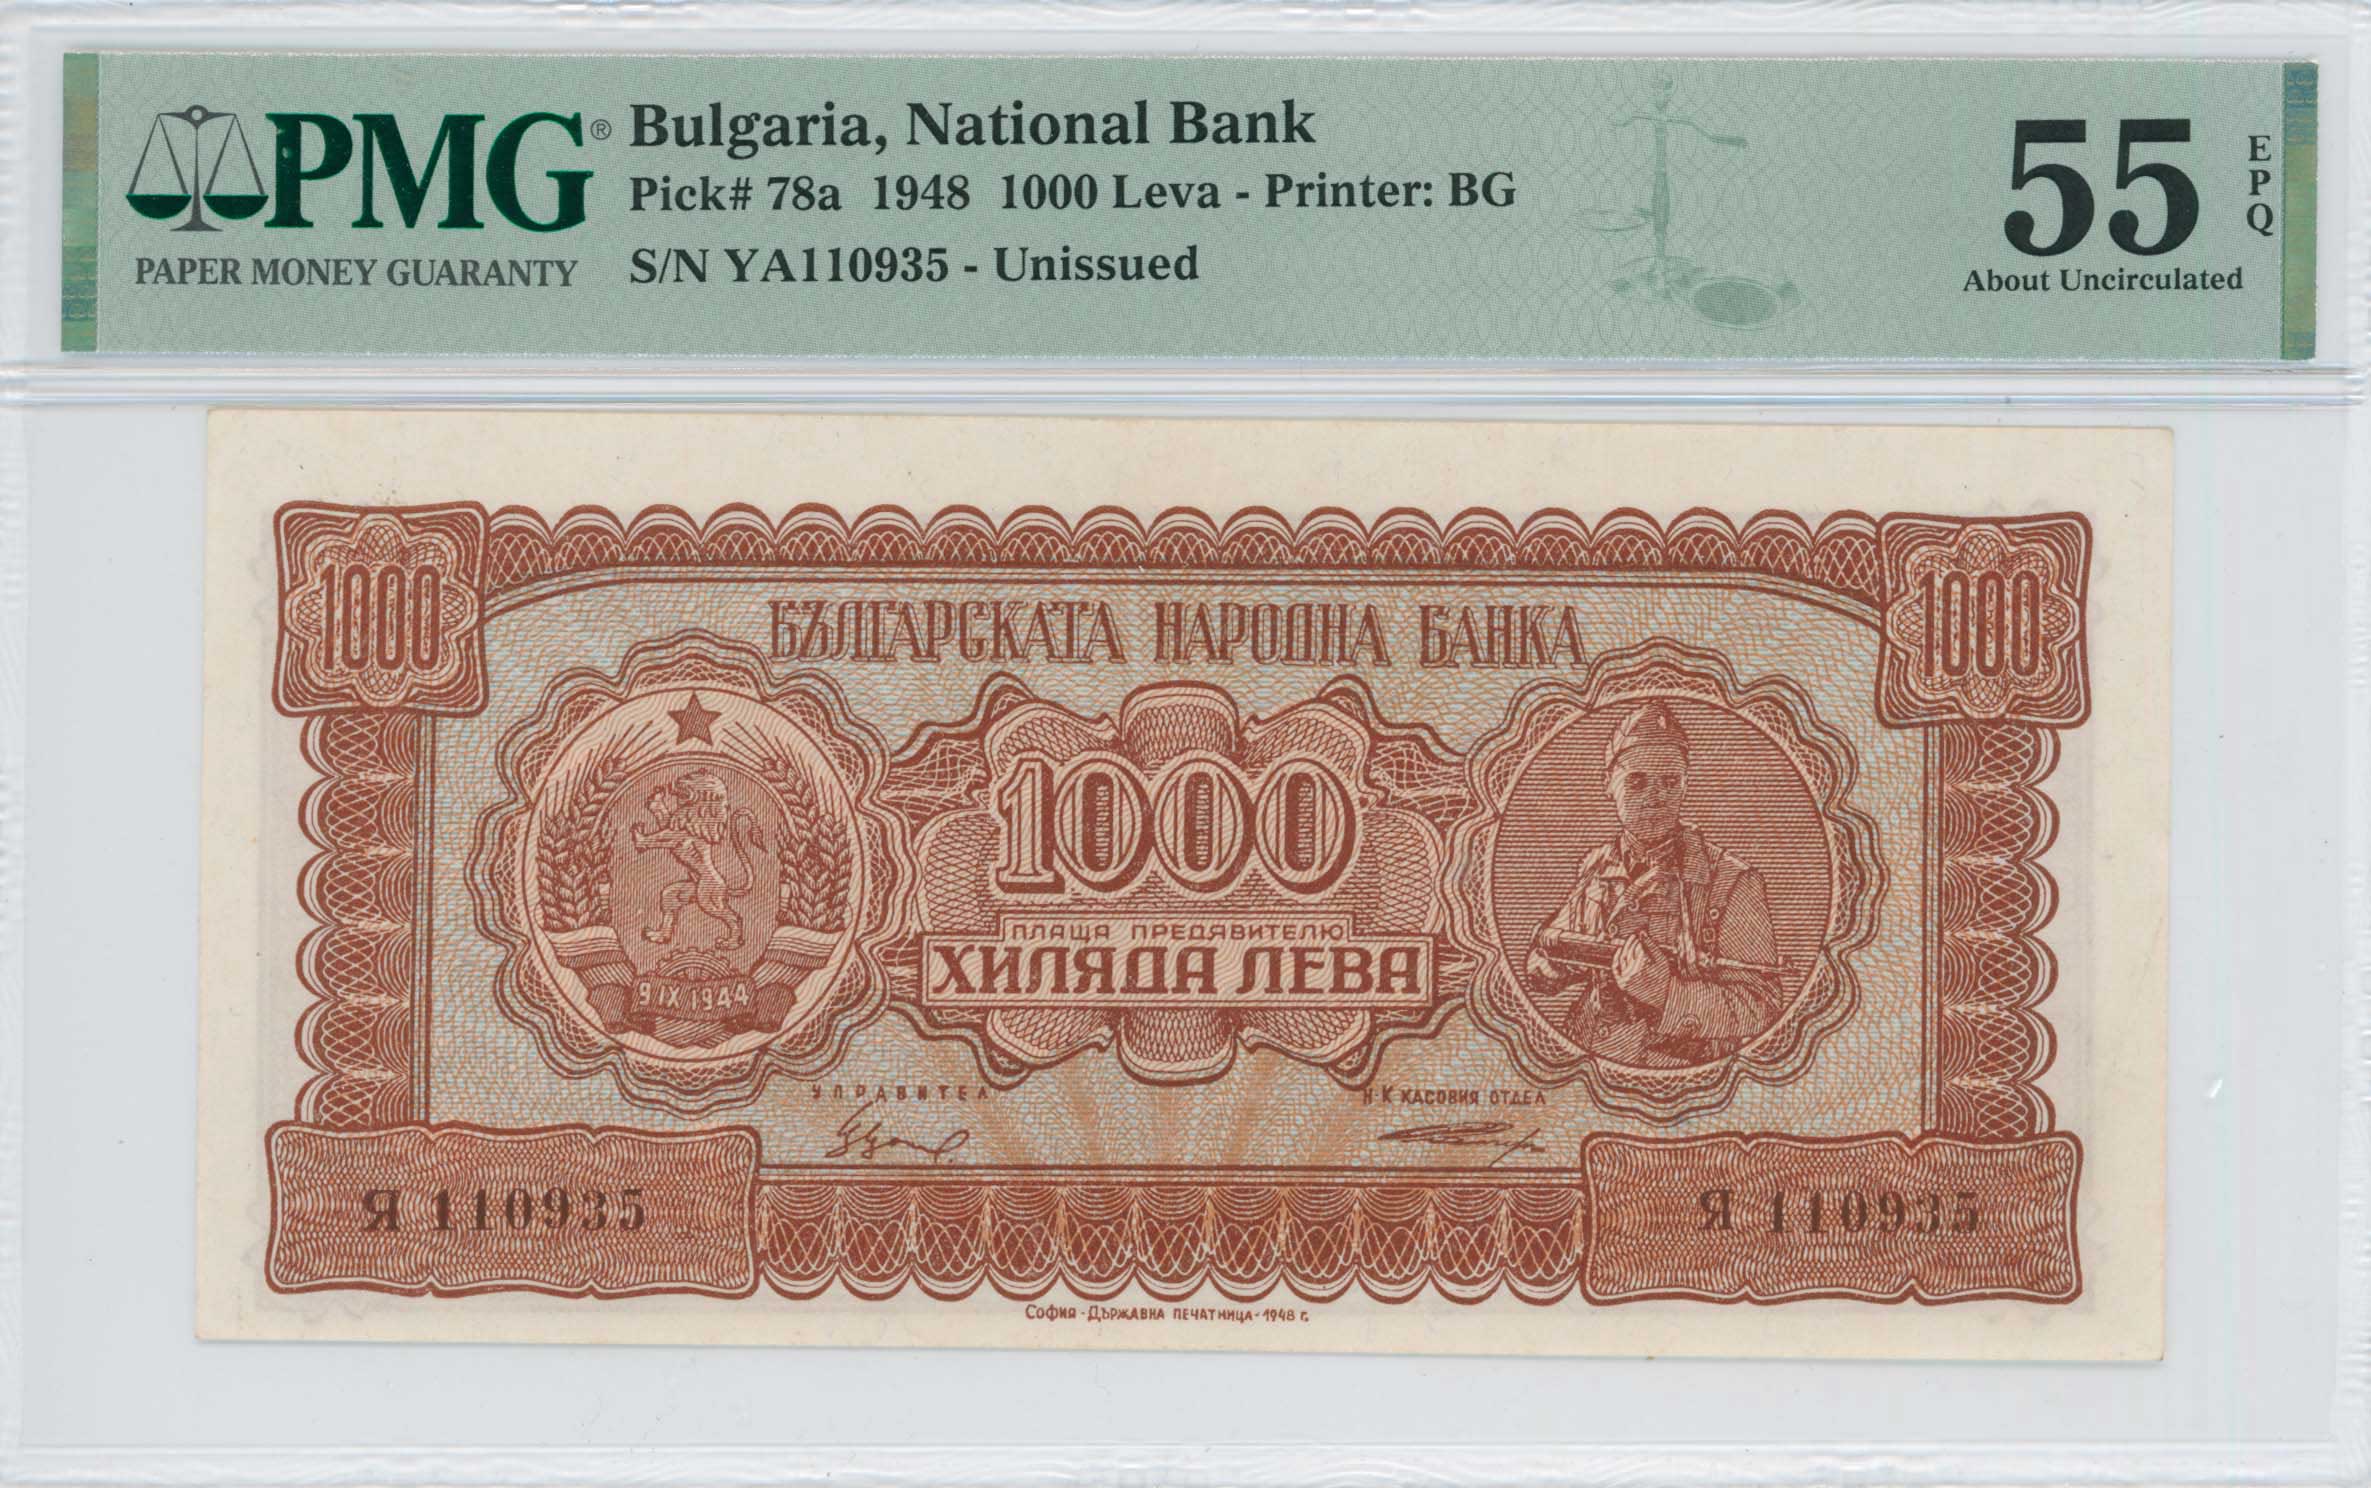 PMG®
PAPER MONEY GUARANTY
Bulgaria, National Bank
Pick# 78a 1948 1000 Leva - Printer: BG
S/N YA110935 - Unissued
55
EPQ
About Uncirculated
1000
1000
БЪЛГАРСКАТА НАРОДНА БАНКА
1000
ПЛАЩА ПРЕДЯВИТЕЛЮ
ХИЛЯДА ЛЕВА
9 IX 1944
УПРАВИТЕЛ
Н-К КАСОВИЯ ОТДЕЛ
Я 110935
Я 110935
СОФИЯ - ДЪРЖАВНА ПЕЧАТНИЦА - 1948 г.